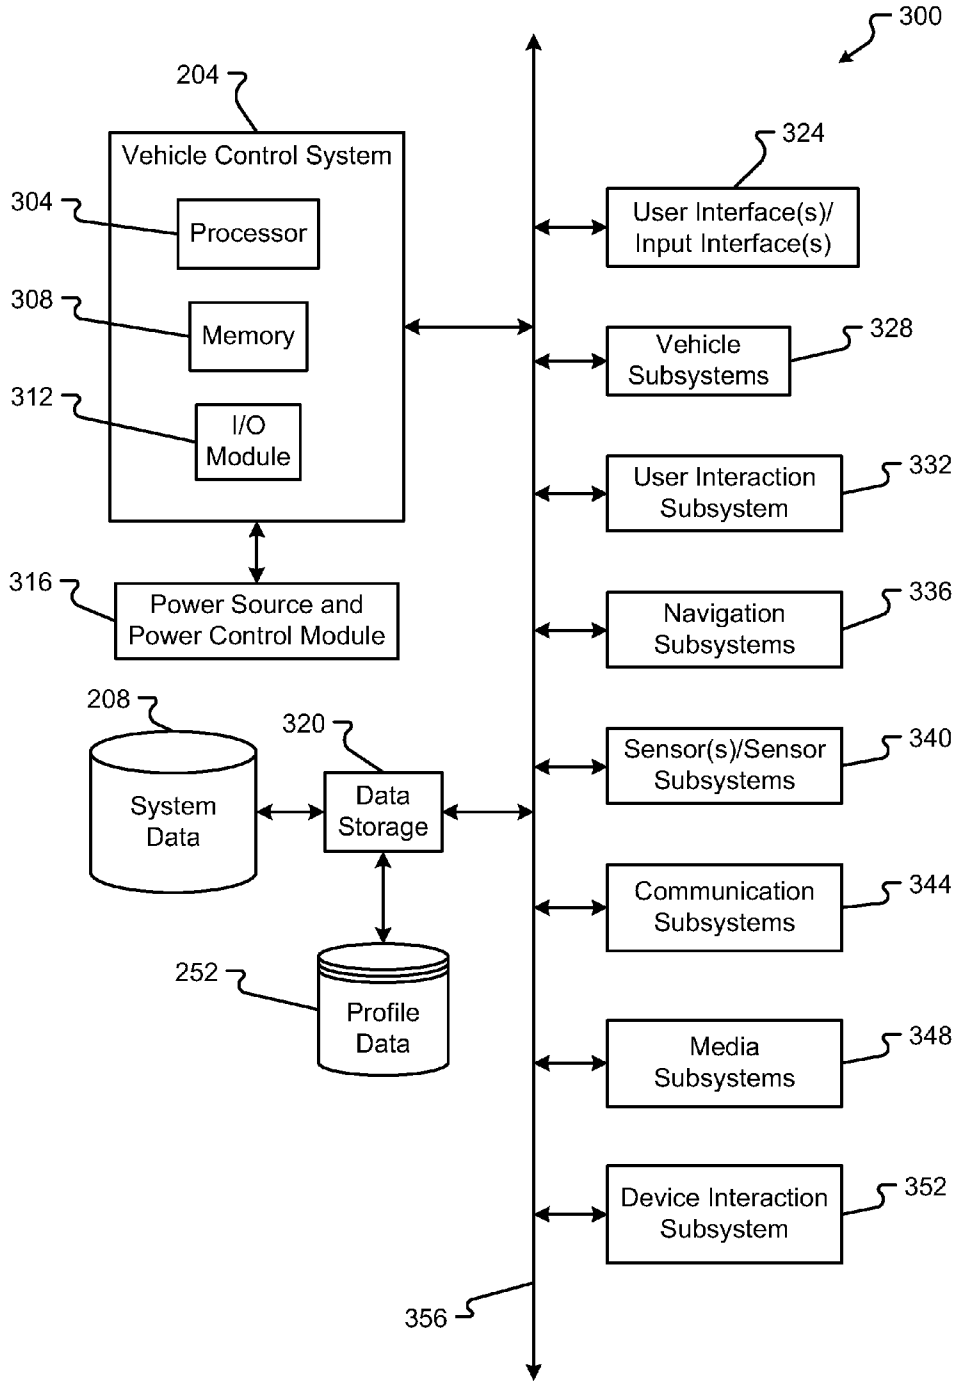 300
204
Vehicle Control System
304
Processor
308
Memory
312
I/O
Module
316
Power Source and
Power Control Module
208
System
Data
320
Data
Storage
252
Profile
Data
324
User Interface(s)/
Input Interface(s)
328
Vehicle
Subsystems
332
User Interaction
Subsystem
336
Navigation
Subsystems
340
Sensor(s)/Sensor
Subsystems
344
Communication
Subsystems
348
Media
Subsystems
352
Device Interaction
Subsystem
356